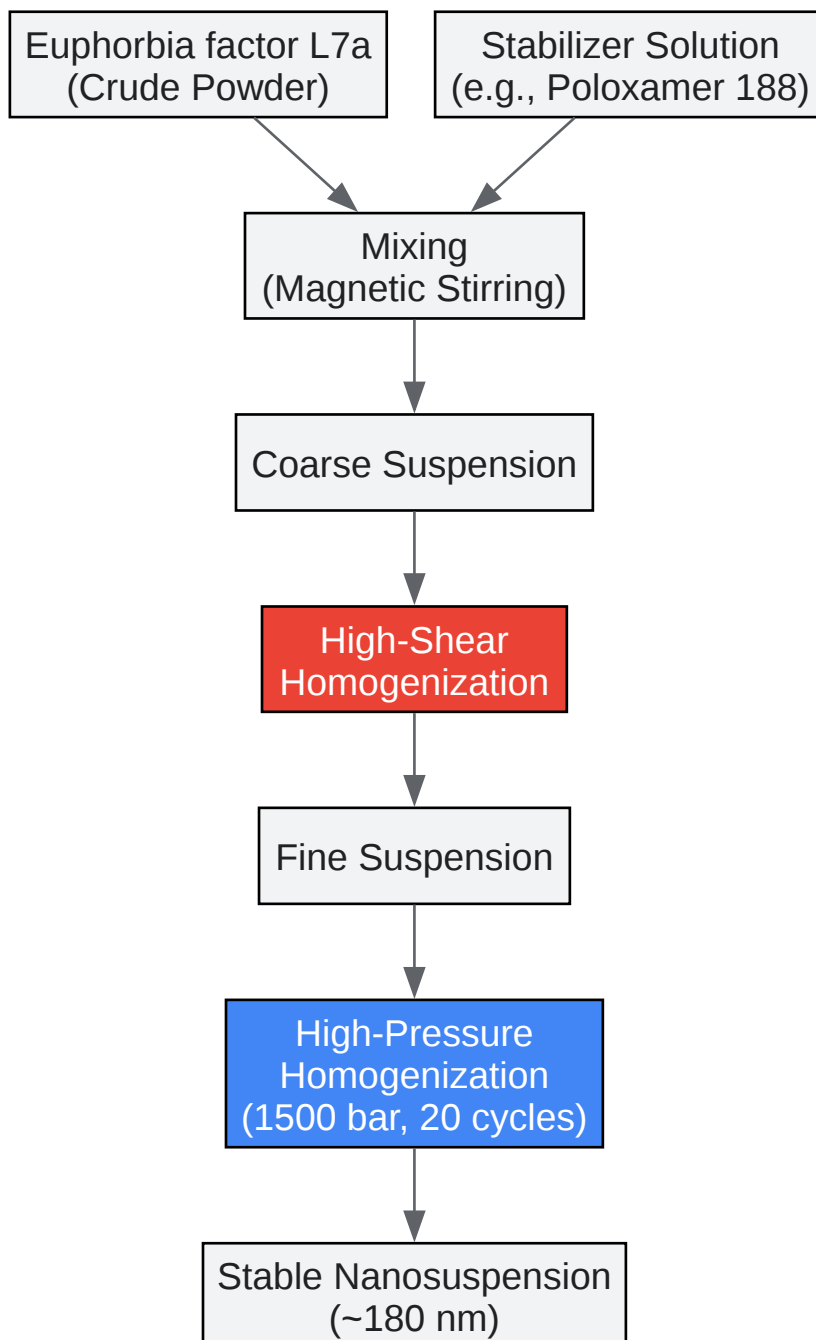 Euphorbia factor L7a
(Crude Powder)
Stabilizer Solution
(e.g., Poloxamer 188)
Mixing
(Magnetic Stirring)
Coarse Suspension
High-Shear
Homogenization
Fine Suspension
High-Pressure
Homogenization
(1500 bar, 20 cycles)
Stable Nanosuspension
(~180 nm)